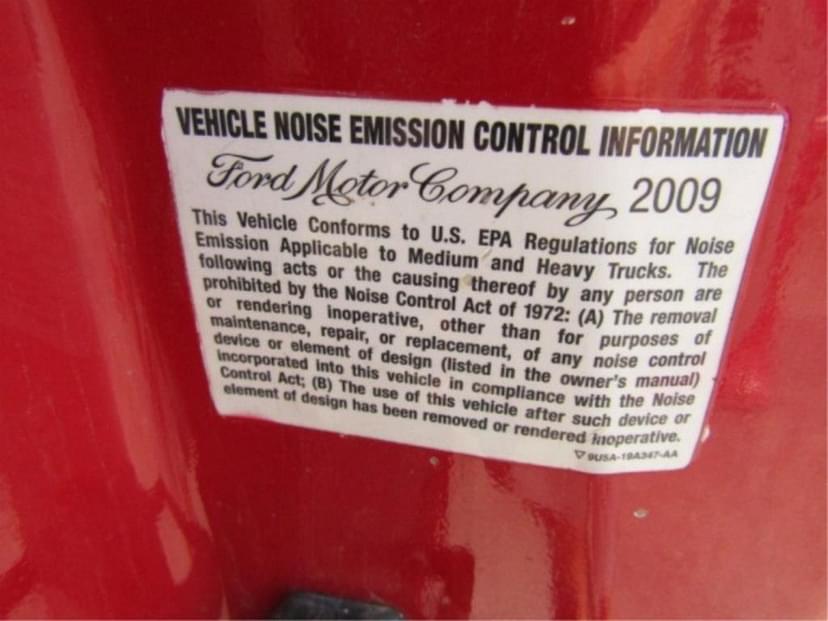 VEHICLE NOISE EMISSION CONTROL INFORMATION
Ford Motor Company 2009
This Vehicle Conforms to U.S. EPA Regulations for Noise
Emission Applicable to Medium and Heavy Trucks. The
following acts or the causing thereof by any person are
prohibited by the Noise Control Act of 1972: (A) The removal
or rendering inoperative, other than for purposes of
maintenance, repair, or replacement, of any noise control
device or element of design (listed in the owner's manual)
incorporated into this vehicle in compliance with the Noise
Control Act; (B) The use of this vehicle after such device or
element of design has been removed or rendered inoperative.
▽ 9U5A-19A347-AA